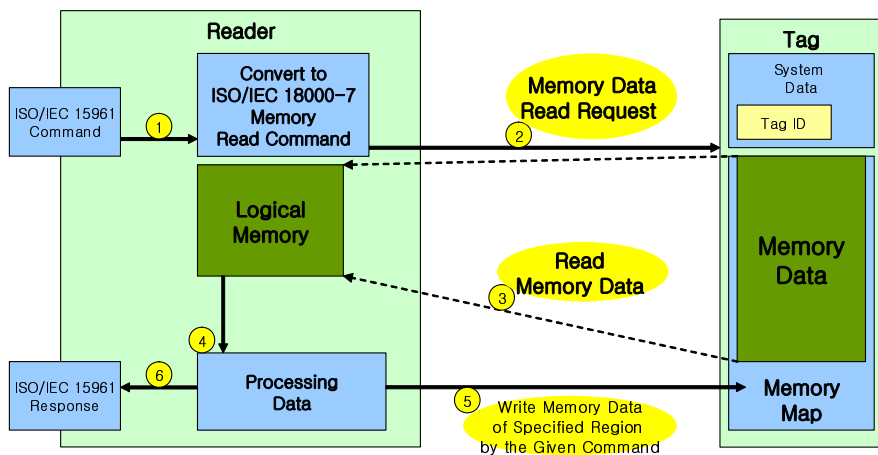 Reader
Tag
Convert to
ISO/IEC 18000-7
Memory
Read Command
ISO/IEC 15961
Command
1
Memory Data
Read Request
2
System
Data
Tag ID
Logical
Memory
Memory
Data
Read
Memory Data
3
4
ISO/IEC 15961
Response
6
Processing
Data
5
Write Memory Data
of Specified Region
by the Given Command
Memory
Map